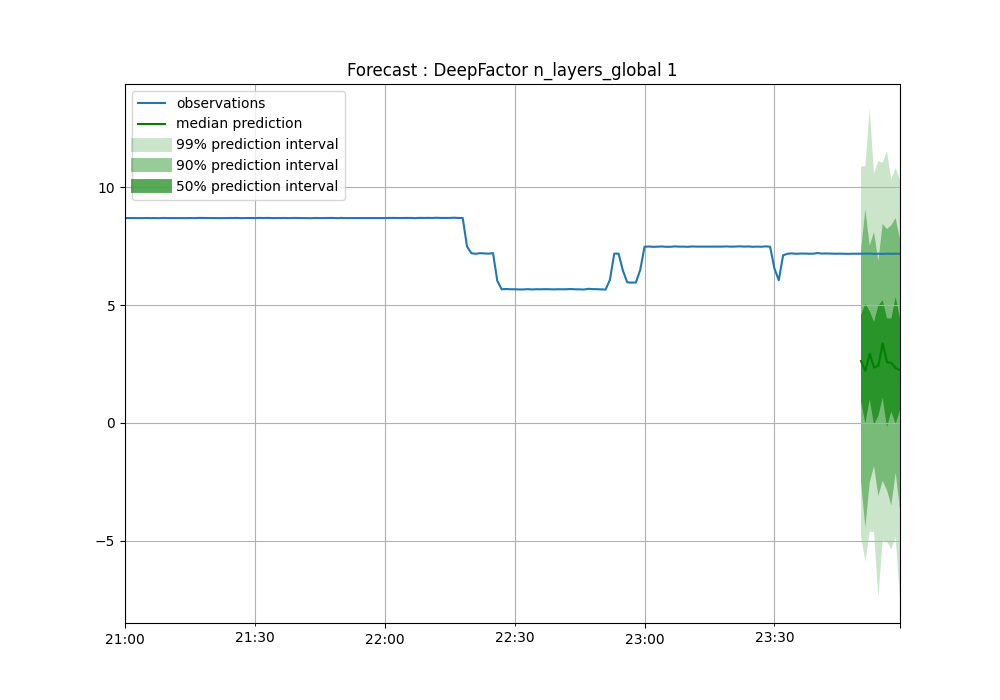 Forecast : DeepFactor n_layers_global 1
observations
median prediction
99% prediction interval
90% prediction interval
50% prediction interval
10
5
0
−5
21:00
21:30
22:00
22:30
23:00
23:30